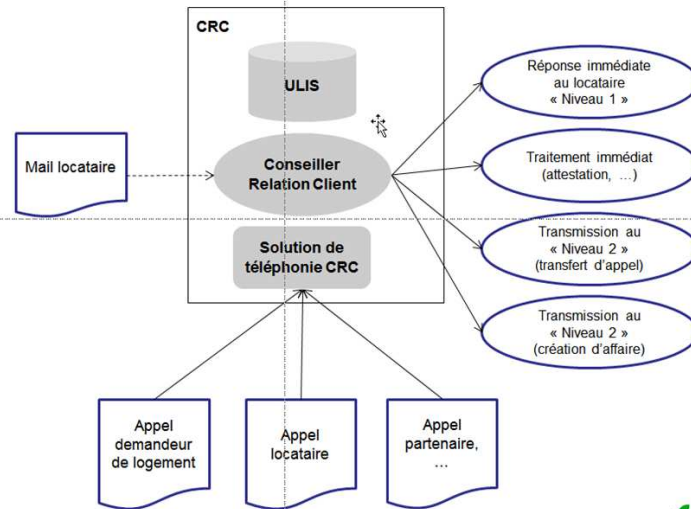 CRC
ULIS
Mail locataire
Conseiller
Relation Client
Solution de
téléphonie CRC
Réponse immédiate
au locataire
« Niveau 1 »
Traitement immédiat
(attestation, …)
Transmission au
« Niveau 2 »
(transfert d'appel)
Transmission au
« Niveau 2 »
(création d'affaire)
Appel
demandeur
de logement
Appel
locataire
Appel
partenaire,
…